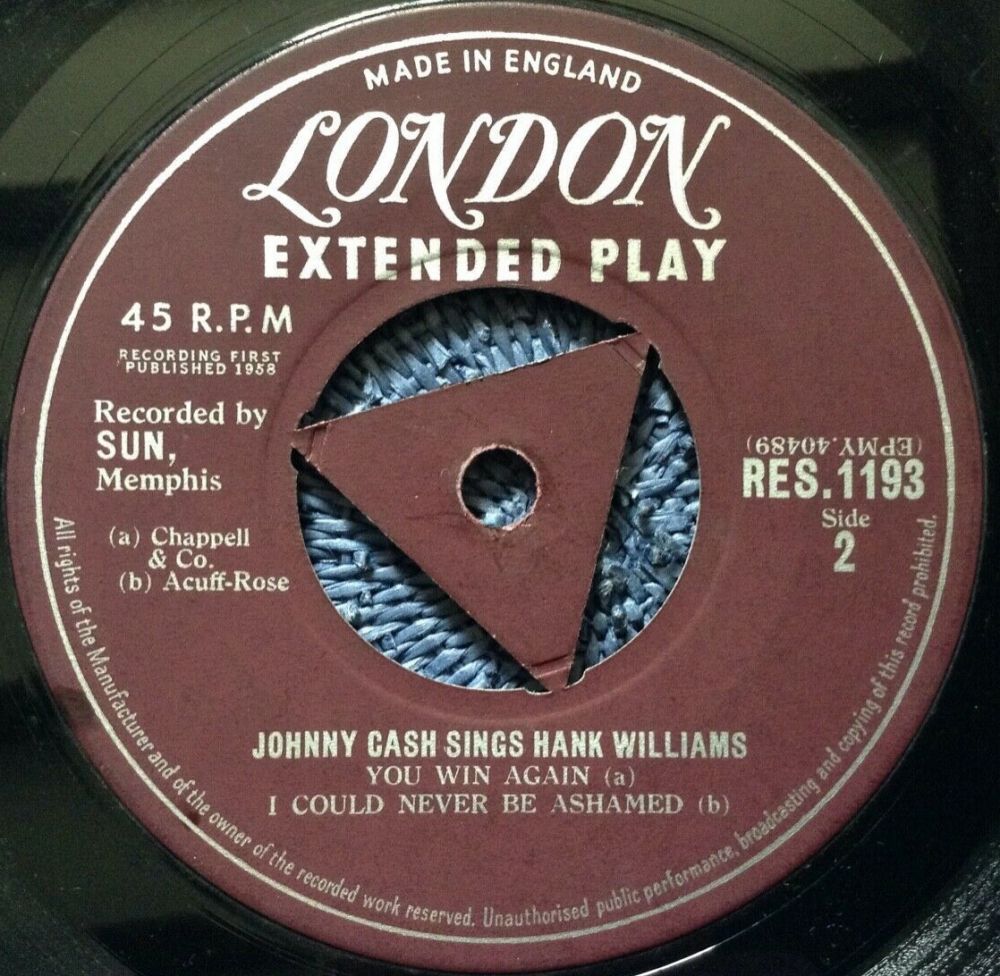 MADE IN ENGLAND
LONDON
EXTENDED PLAY
45 R.P.M
RECORDING FIRST
PUBLISHED 1958
Recorded by
SUN,
Memphis
(a) Chappell
& Co.
(b) Acuff-Rose
(EPMY.40489)
RES.1193
Side
2
JOHNNY CASH SINGS HANK WILLIAMS
YOU WIN AGAIN (a)
I COULD NEVER BE ASHAMED (b)
All rights of the Manufacturer and of the owner of the recorded work reserved. Unauthorised public performance, broadcasting and copying of this record prohibited.